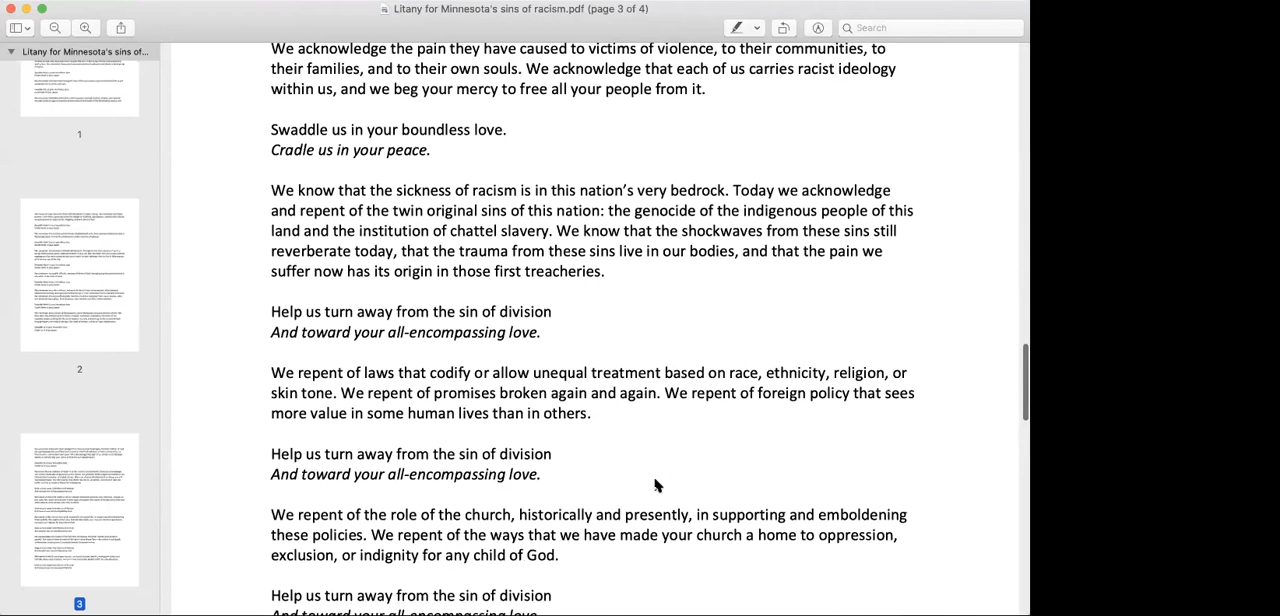 Litany for Minnesota's sins of racism.pdf (page 3 of 4)
Search
Litany for Minnesota's sins of...
1
2
3
We acknowledge the pain they have caused to victims of violence, to their communities, to
their families, and to their own souls. We acknowledge that each of us carries racist ideology
within us, and we beg your mercy to free all your people from it.
Swaddle us in your boundless love.
Cradle us in your peace.
We know that the sickness of racism is in this nation's very bedrock. Today we acknowledge
and repent of the twin original sins of this nation: the genocide of the indigenous people of this
land and the institution of chattel slavery. We know that the shockwaves from these sins still
reverberate today, that the trauma from these sins live in our bodies, and that the pain we
suffer now has its origin in those first treacheries.
Help us turn away from the sin of division
And toward your all-encompassing love.
We repent of laws that codify or allow unequal treatment based on race, ethnicity, religion, or
skin tone. We repent of promises broken again and again. We repent of foreign policy that sees
more value in some human lives than in others.
Help us turn away from the sin of division
And toward your all-encompassing love.
We repent of the role of the church, historically and presently, in supporting and emboldening
these policies. We repent of the ways that we have made your church a home to oppression,
exclusion, or indignity for any child of God.
Help us turn away from the sin of division
And toward your all-encompassing love.